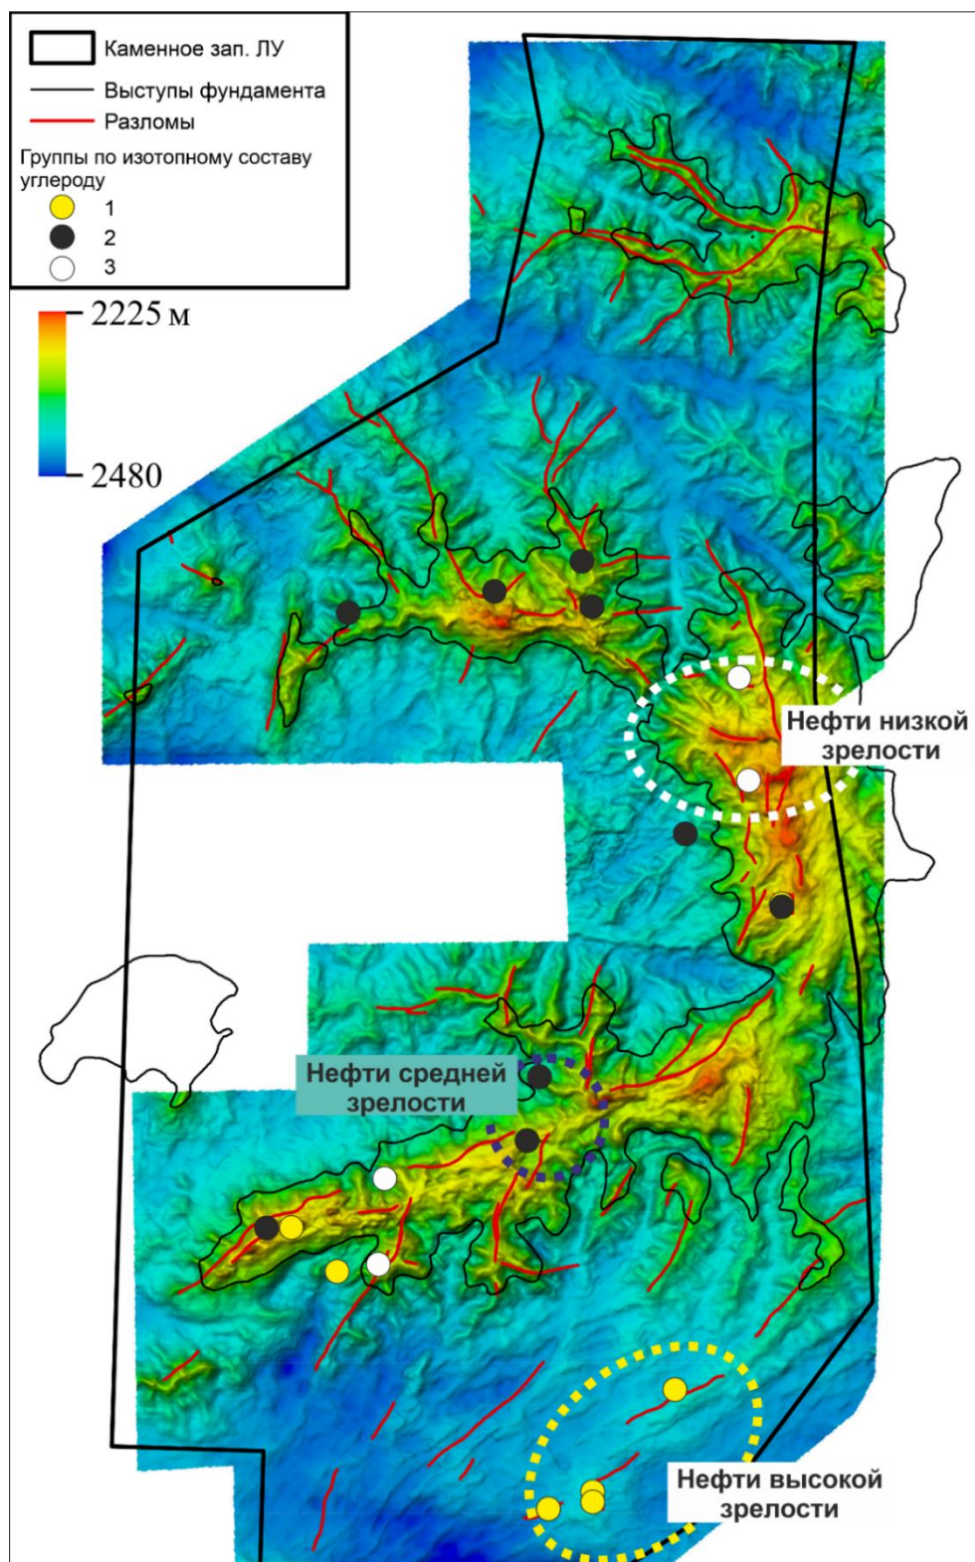 Каменное зап. ЛУ
Выступы фундамента
Разломы
Группы по изотопному составу
углероду
1
2
3
2225 м
2480
Нефти низкой
зрелости
Нефти средней
зрелости
Нефти высокой
зрелости